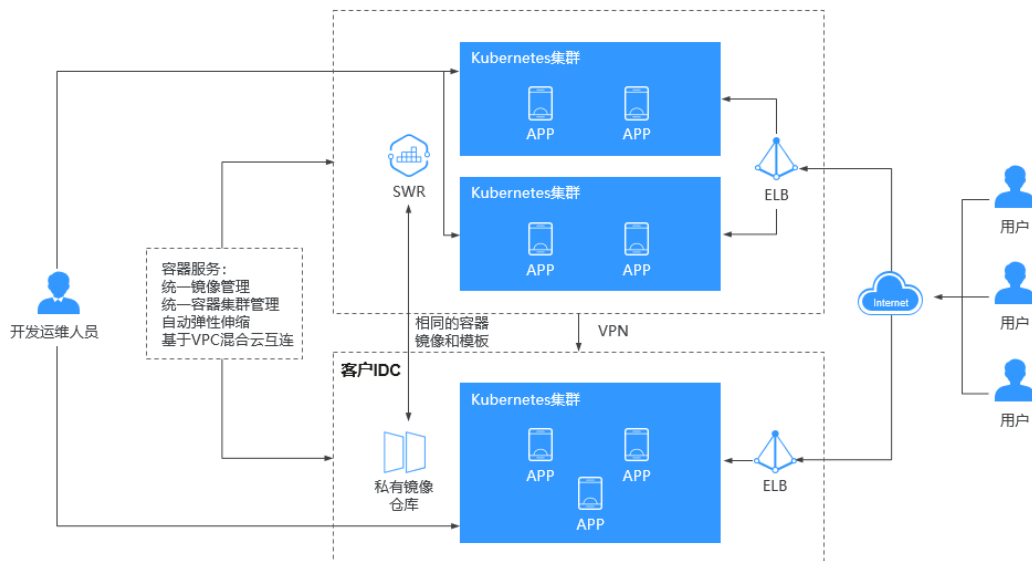 Kubernetes集群
APP
APP
SWR
ELB
Kubernetes集群
APP
APP
用户
容器服务：
统一镜像管理
统一容器集群管理
自动弹性伸缩
基于VPC混合云互连
开发运维人员
Internet
用户
相同的容器
镜像和模板
VPN
客户IDC
Kubernetes集群
APP
APP
APP
私有镜像
仓库
ELB
用户